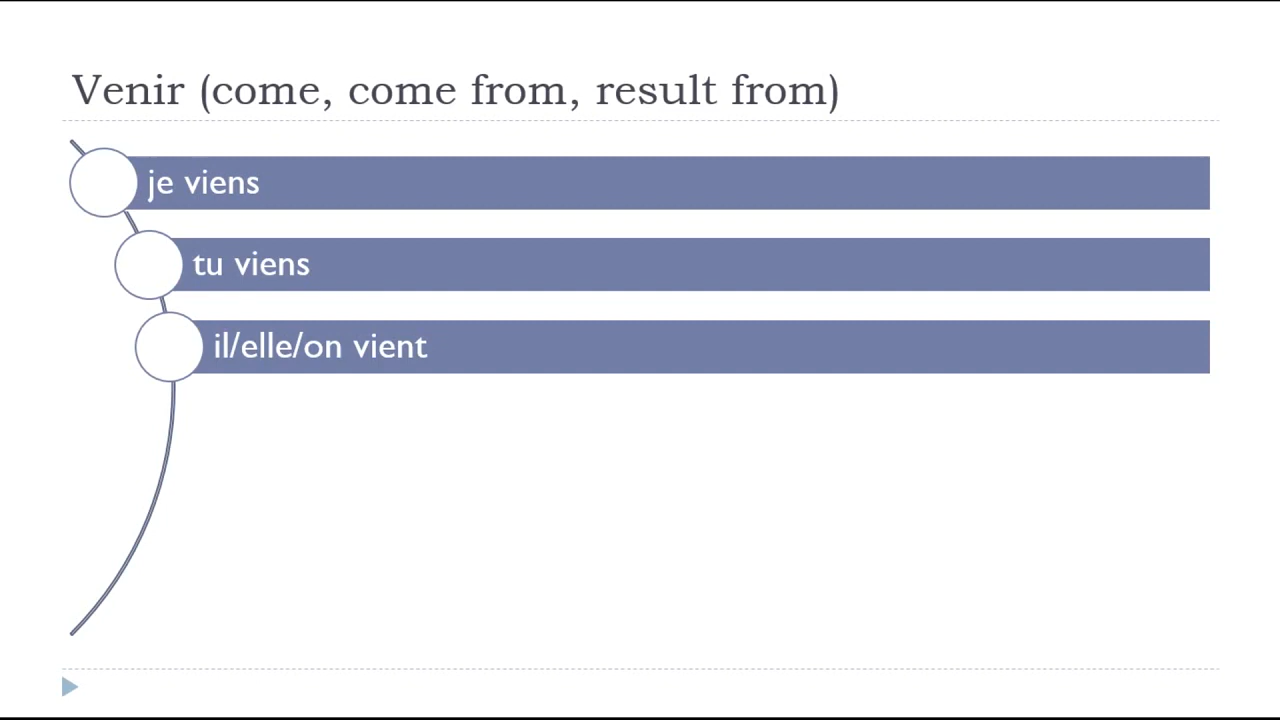 Venir (come, come from, result from)
je viens
tu viens
il/elle/on vient